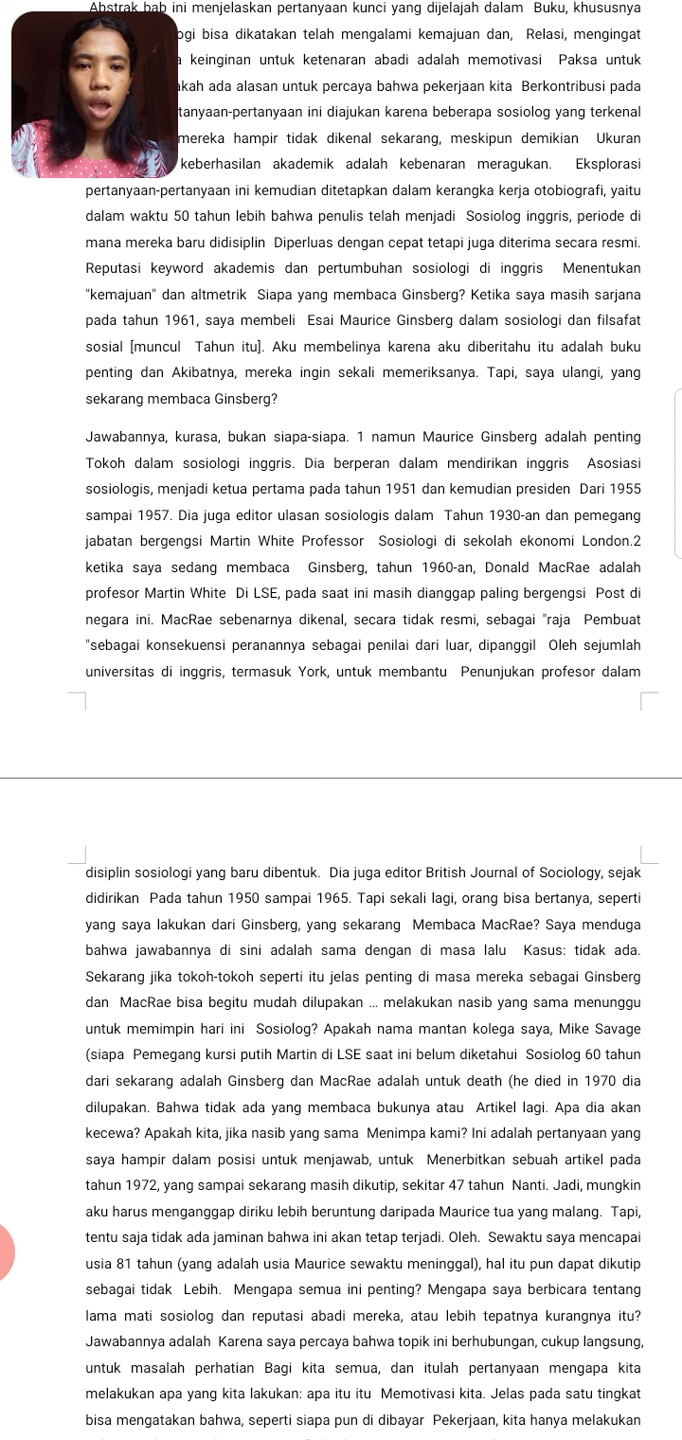 Abstrak bab ini menjelaskan pertanyaan kunci yang dijelajah dalam Buku, khususnya
ogi bisa dikatakan telah mengalami kemajuan dan, Relasi, mengingat
a keinginan untuk ketenaran abadi adalah memotivasi Paksa untuk
akah ada alasan untuk percaya bahwa pekerjaan kita Berkontribusi pada
tanyaan-pertanyaan ini diajukan karena beberapa sosiolog yang terkenal
mereka hampir tidak dikenal sekarang, meskipun demikian Ukuran
keberhasilan akademik adalah kebenaran meragukan. Eksplorasi
pertanyaan-pertanyaan ini kemudian ditetapkan dalam kerangka kerja otobiografi, yaitu
dalam waktu 50 tahun lebih bahwa penulis telah menjadi Sosiolog inggris, periode di
mana mereka baru didisiplin Diperluas dengan cepat tetapi juga diterima secara resmi.
Reputasi keyword akademis dan pertumbuhan sosiologi di inggris Menentukan
"kemajuan" dan altmetrik Siapa yang membaca Ginsberg? Ketika saya masih sarjana
pada tahun 1961, saya membeli Esai Maurice Ginsberg dalam sosiologi dan filsafat
sosial [muncul Tahun itu]. Aku membelinya karena aku diberitahu itu adalah buku
penting dan Akibatnya, mereka ingin sekali memeriksanya. Tapi, saya ulangi, yang
sekarang membaca Ginsberg?
Jawabannya, kurasa, bukan siapa-siapa. 1 namun Maurice Ginsberg adalah penting
Tokoh dalam sosiologi inggris. Dia berperan dalam mendirikan inggris Asosiasi
sosiologis, menjadi ketua pertama pada tahun 1951 dan kemudian presiden Dari 1955
sampai 1957. Dia juga editor ulasan sosiologis dalam Tahun 1930-an dan pemegang
jabatan bergengsi Martin White Professor Sosiologi di sekolah ekonomi London.2
ketika saya sedang membaca Ginsberg, tahun 1960-an, Donald MacRae adalah
profesor Martin White Di LSE, pada saat ini masih dianggap paling bergengsi Post di
negara ini. MacRae sebenarnya dikenal, secara tidak resmi, sebagai "raja Pembuat
"sebagai konsekuensi peranannya sebagai penilai dari luar, dipanggil Oleh sejumlah
universitas di inggris, termasuk York, untuk membantu Penunjukan profesor dalam
disiplin sosiologi yang baru dibentuk. Dia juga editor British Journal of Sociology, sejak
didirikan Pada tahun 1950 sampai 1965. Tapi sekali lagi, orang bisa bertanya, seperti
yang saya lakukan dari Ginsberg, yang sekarang Membaca MacRae? Saya menduga
bahwa jawabannya di sini adalah sama dengan di masa lalu Kasus: tidak ada.
Sekarang jika tokoh-tokoh seperti itu jelas penting di masa mereka sebagai Ginsberg
dan MacRae bisa begitu mudah dilupakan ... melakukan nasib yang sama menunggu
untuk memimpin hari ini Sosiolog? Apakah nama mantan kolega saya, Mike Savage
(siapa Pemegang kursi putih Martin di LSE saat ini belum diketahui Sosiolog 60 tahun
dari sekarang adalah Ginsberg dan MacRae adalah untuk death (he died in 1970 dia
dilupakan. Bahwa tidak ada yang membaca bukunya atau Artikel lagi. Apa dia akan
kecewa? Apakah kita, jika nasib yang sama Menimpa kami? Ini adalah pertanyaan yang
saya hampir dalam posisi untuk menjawab, untuk Menerbitkan sebuah artikel pada
tahun 1972, yang sampai sekarang masih dikutip, sekitar 47 tahun Nanti. Jadi, mungkin
aku harus menganggap diriku lebih beruntung daripada Maurice tua yang malang. Tapi,
tentu saja tidak ada jaminan bahwa ini akan tetap terjadi. Oleh. Sewaktu saya mencapai
usia 81 tahun (yang adalah usia Maurice sewaktu meninggal), hal itu pun dapat dikutip
sebagai tidak Lebih. Mengapa semua ini penting? Mengapa saya berbicara tentang
lama mati sosiolog dan reputasi abadi mereka, atau lebih tepatnya kurangnya itu?
Jawabannya adalah Karena saya percaya bahwa topik ini berhubungan, cukup langsung,
untuk masalah perhatian Bagi kita semua, dan itulah pertanyaan mengapa kita
melakukan apa yang kita lakukan: apa itu itu Memotivasi kita. Jelas pada satu tingkat
bisa mengatakan bahwa, seperti siapa pun di dibayar Pekerjaan, kita hanya melakukan